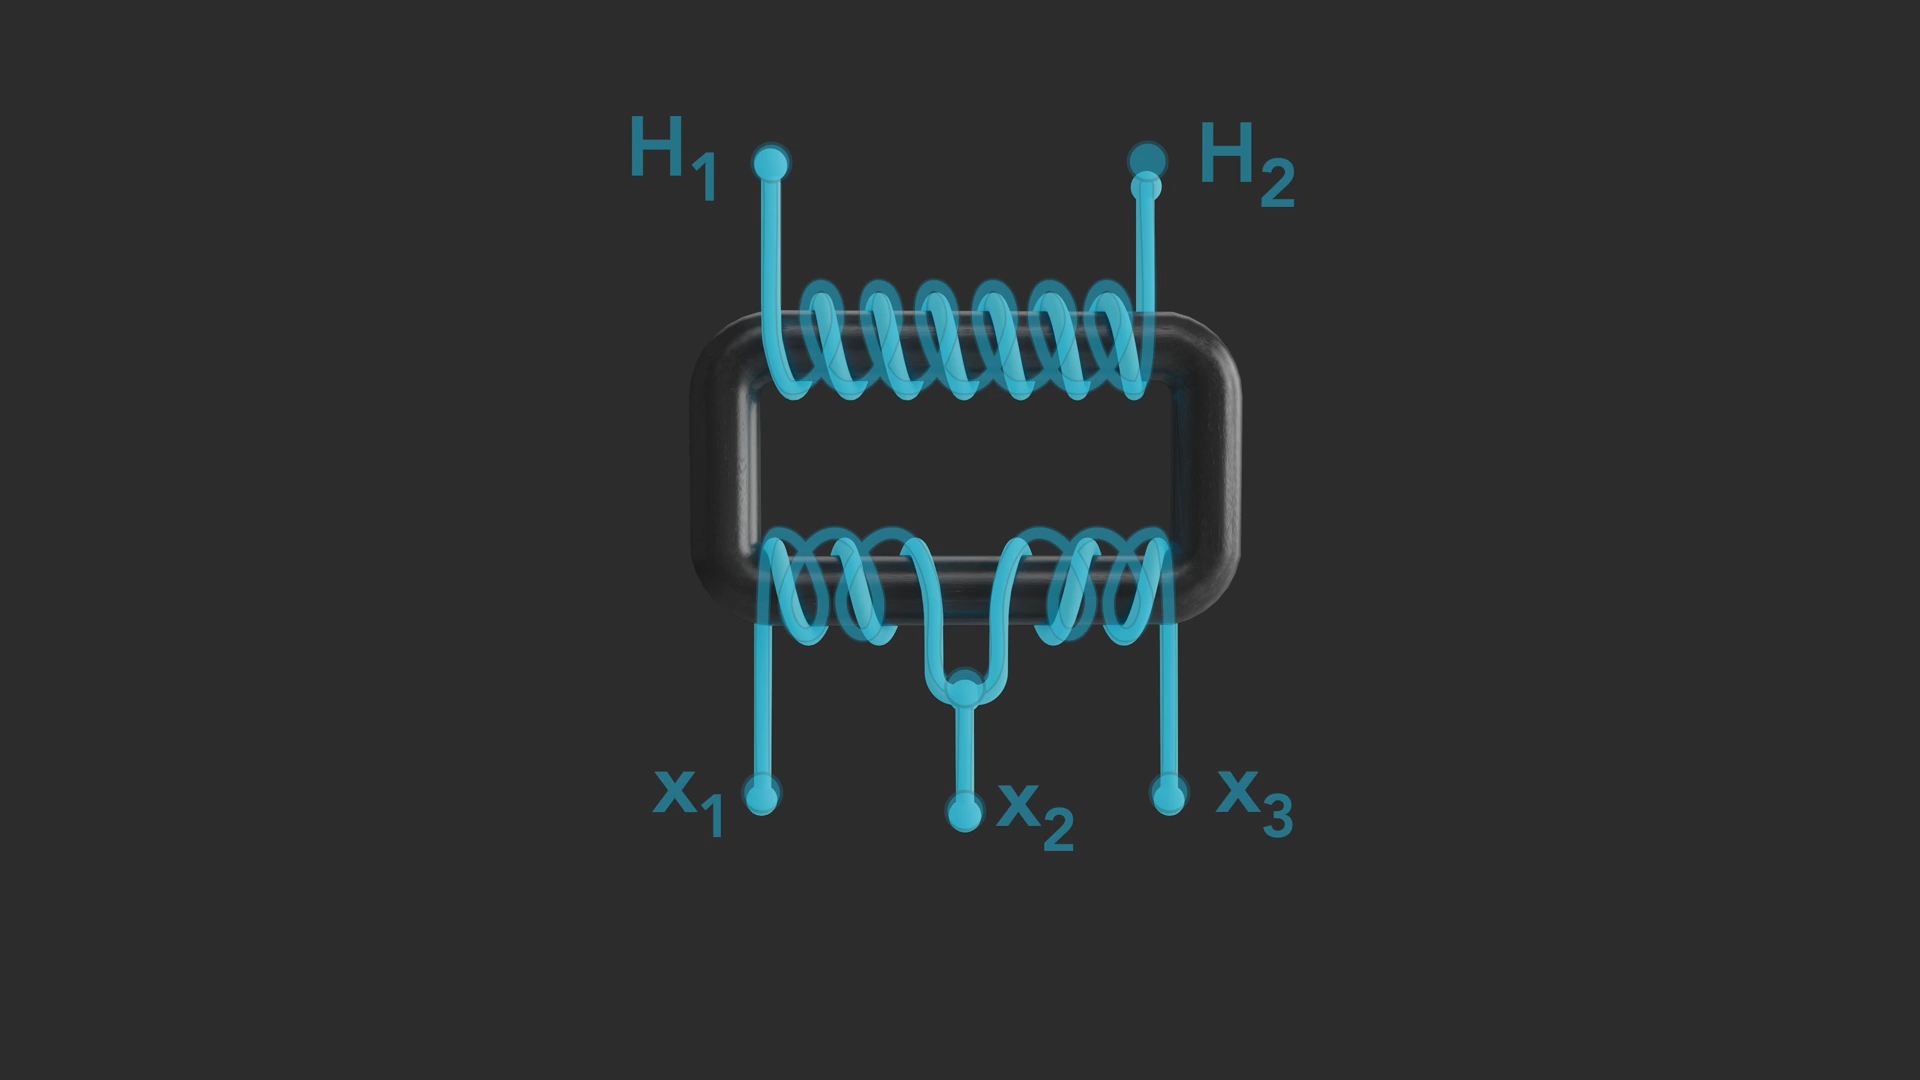 H₁ H₂
x₁ x₂ x₃